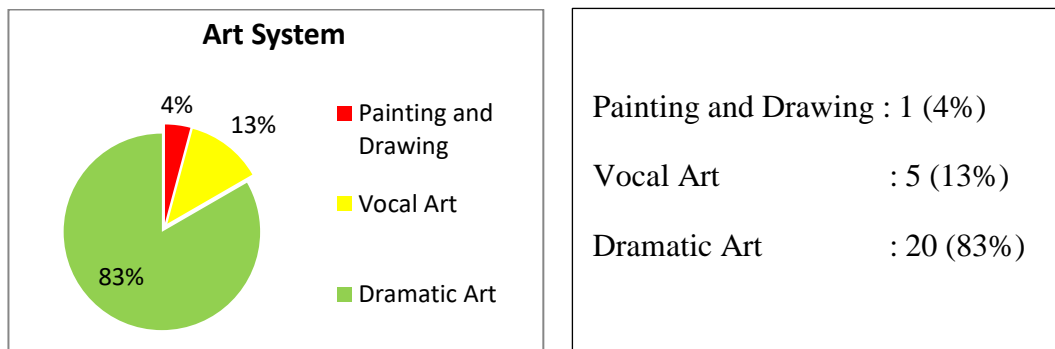 Art System
4%
13%
83%
Painting and
Drawing
Vocal Art
Dramatic Art
Painting and Drawing : 1 (4%)
Vocal Art : 5 (13%)
Dramatic Art : 20 (83%)